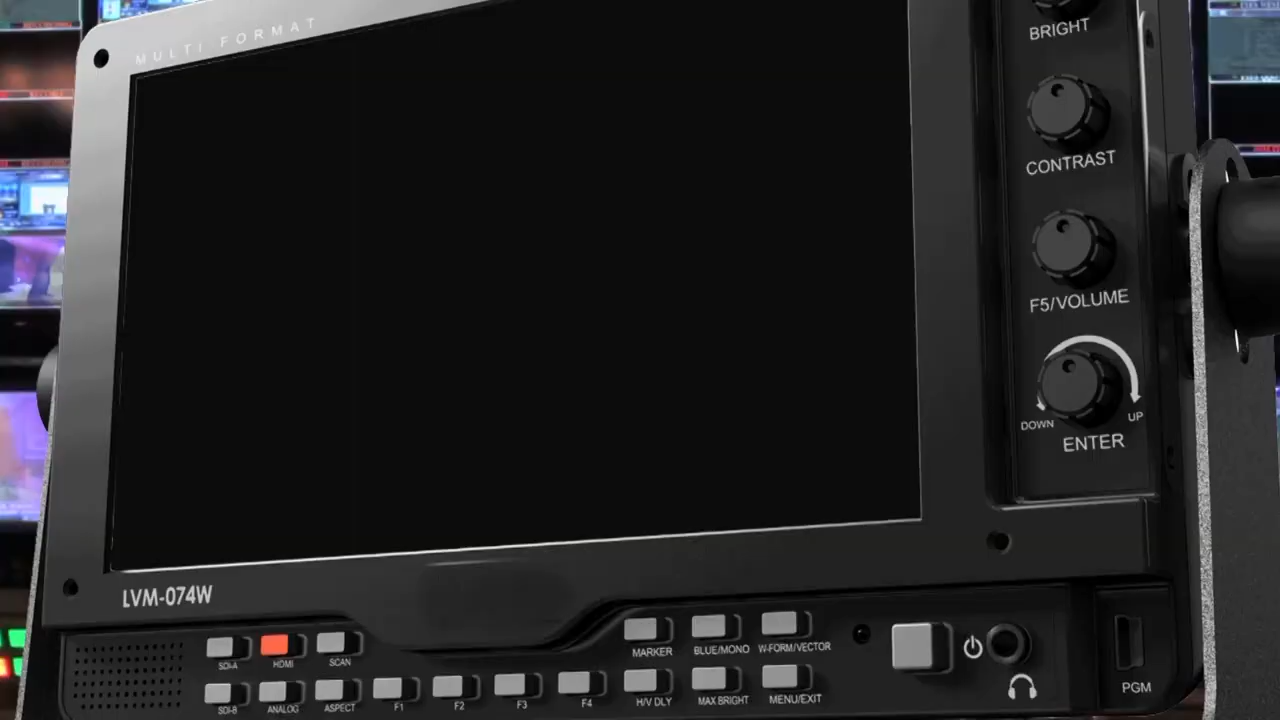 MULTI FORMAT
BRIGHT
CONTRAST
F5/VOLUME
DOWN
UP
ENTER
LVM-074W
SDI-A
HDMI
SCAN
MARKER
BLUE/MONO
W-FORM/VECTOR
SDI-B
ANALOG
ASPECT
F1
F2
F3
F4
H/V DLY
MAX BRIGHT
MENU/EXIT
PGM